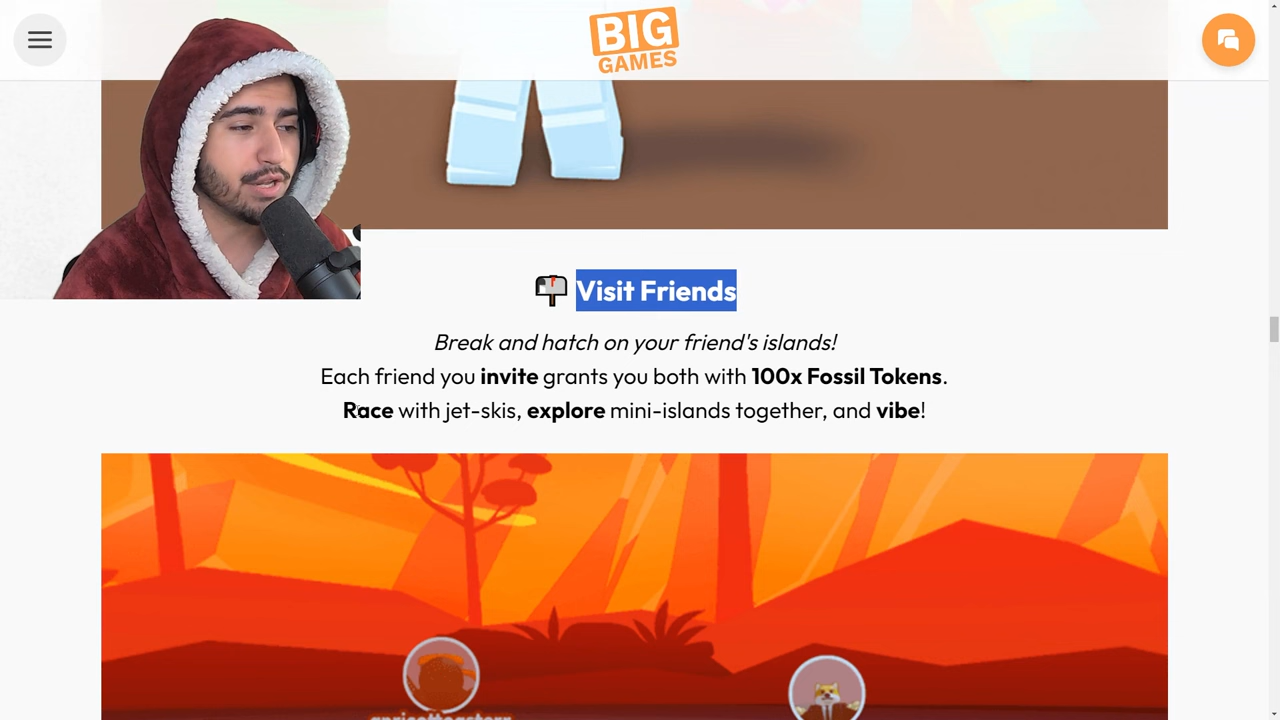 BIG
GAMES
Visit Friends
Break and hatch on your friend's islands!
Each friend you invite grants you both with 100x Fossil Tokens.
Race with jet-skis, explore mini-islands together, and vibe!